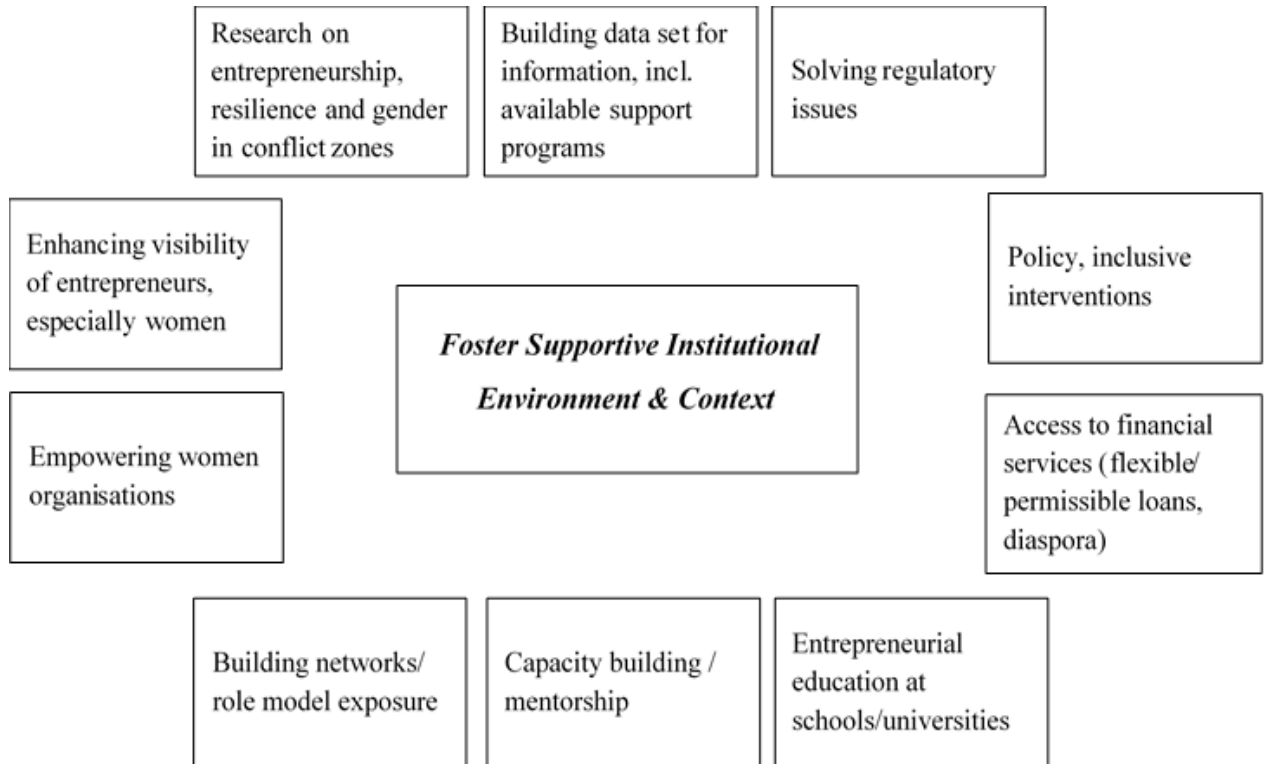 Research on
entrepreneurship,
resilience and gender
in conflict zones
Building data set for
information, incl.
available support
programs
Solving regulatory
issues
Enhancing visibility
of entrepreneurs,
especially women
Policy, inclusive
interventions
Foster Supportive Institutional
Environment & Context
Empowering women
organisations
Access to financial
services (flexible/
permissible loans,
diaspora)
Building networks/
role model exposure
Capacity building /
mentorship
Entrepreneurial
education at
schools/universities